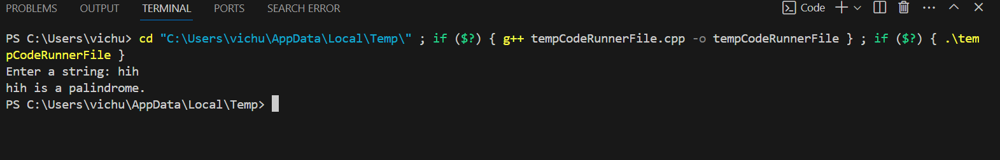 PROBLEMS OUTPUT TERMINAL PORTS SEARCH ERROR Code
PS C:\Users\vichu> cd "C:\Users\vichu\AppData\Local\Temp\" ; if ($?) { g++ tempCodeRunnerFile.cpp -o tempCodeRunnerFile } ; if ($?) { .\tem
pCodeRunnerFile }
Enter a string: hih
hih is a palindrome.
PS C:\Users\vichu\AppData\Local\Temp>